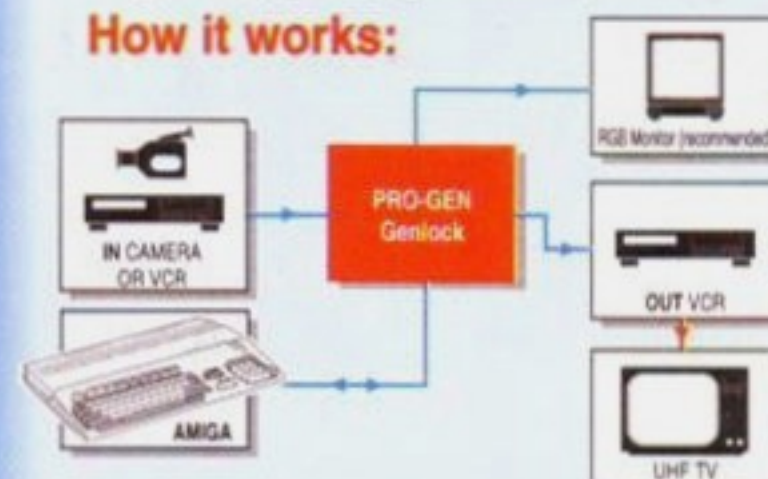 How it works:
IN CAMERA
OR VCR
AMIGA
PRO-GEN
Genlock
RGB Monitor (recommended
OUT VCR
UHF TV